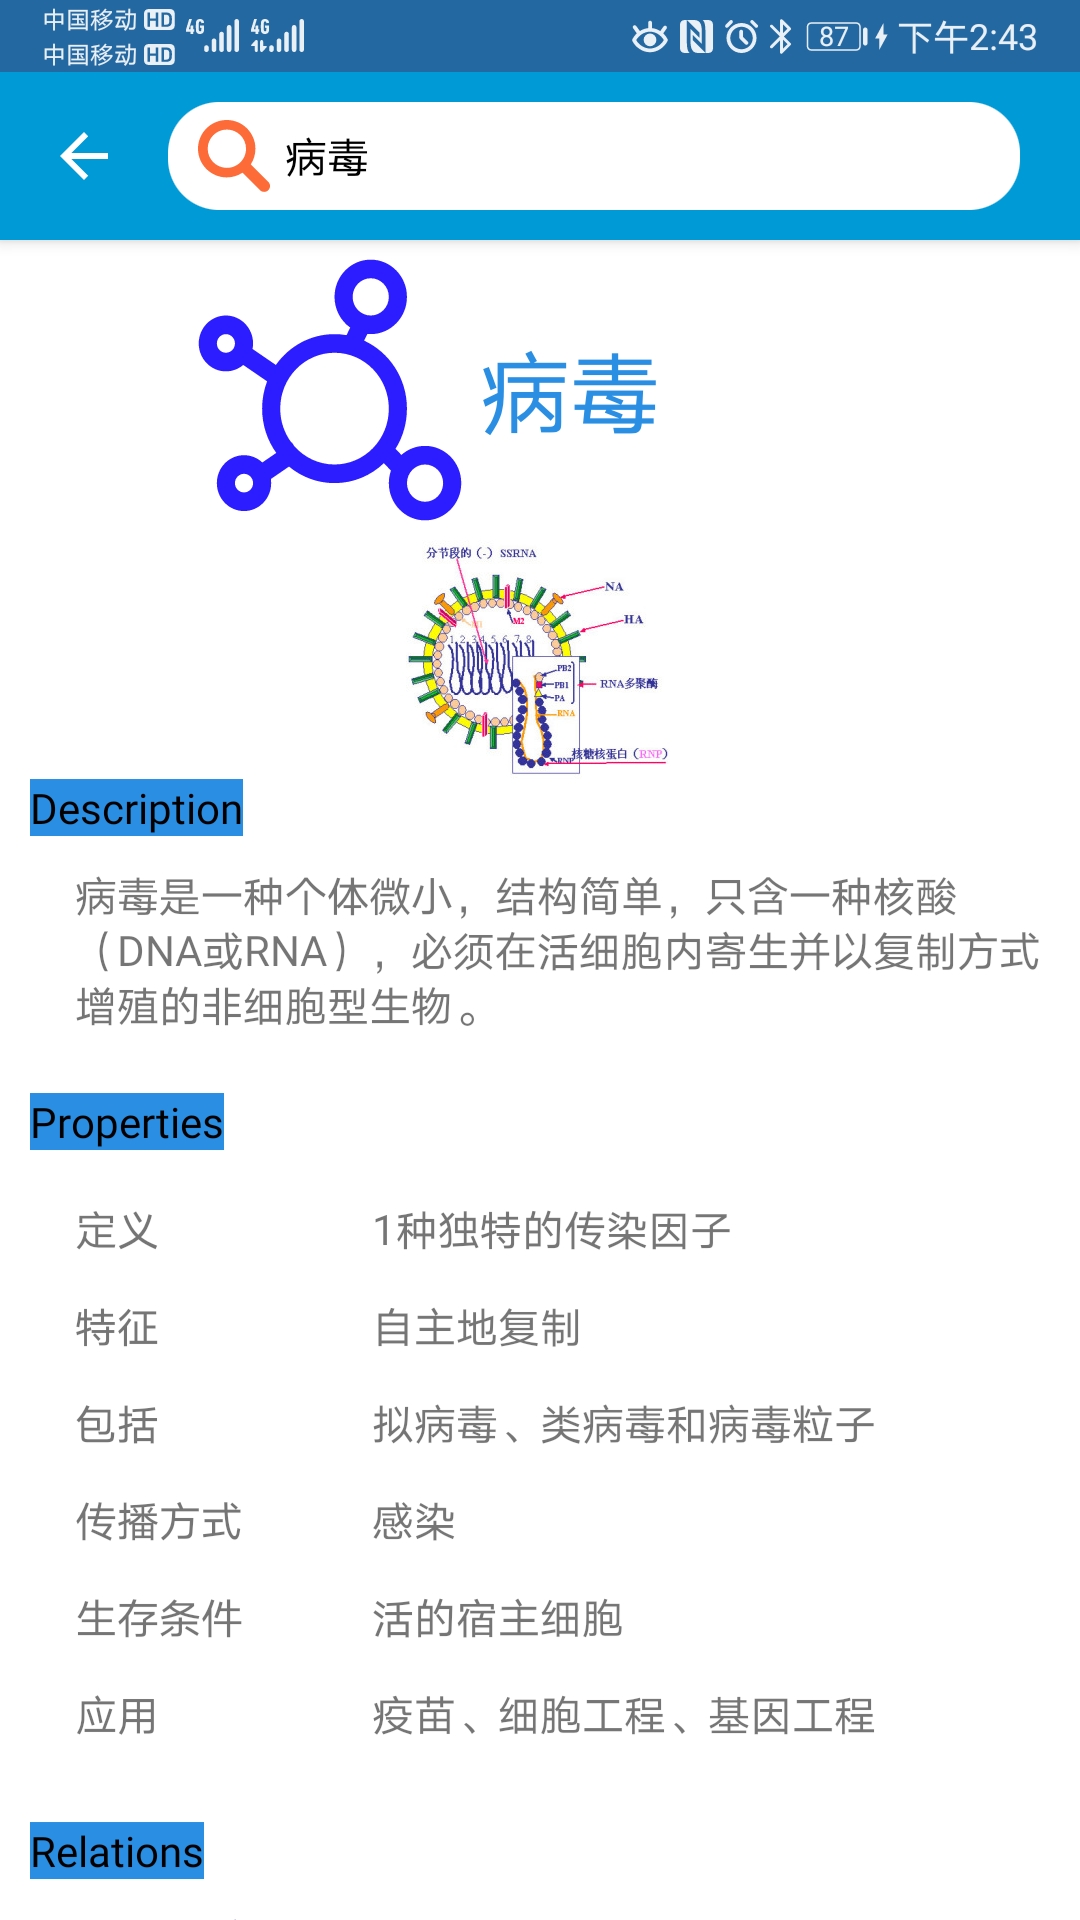 中国移动 HD 4G 4G 87 下午2:43
中国移动 HD
病毒
病毒
分节段的（-）SSRNA
NA
HA
M2
1 2 3 4 5 6 7 8
PB2
PB1
RNA多聚酶
PA
RNA
核糖核蛋白（RNP）
RNP
Description
病毒是一种个体微小，结构简单，只含一种核酸
（DNA或RNA），必须在活细胞内寄生并以复制方式
增殖的非细胞型生物。
Properties
定义 1种独特的传染因子
特征 自主地复制
包括 拟病毒、类病毒和病毒粒子
传播方式 感染
生存条件 活的宿主细胞
应用 疫苗、细胞工程、基因工程
Relations